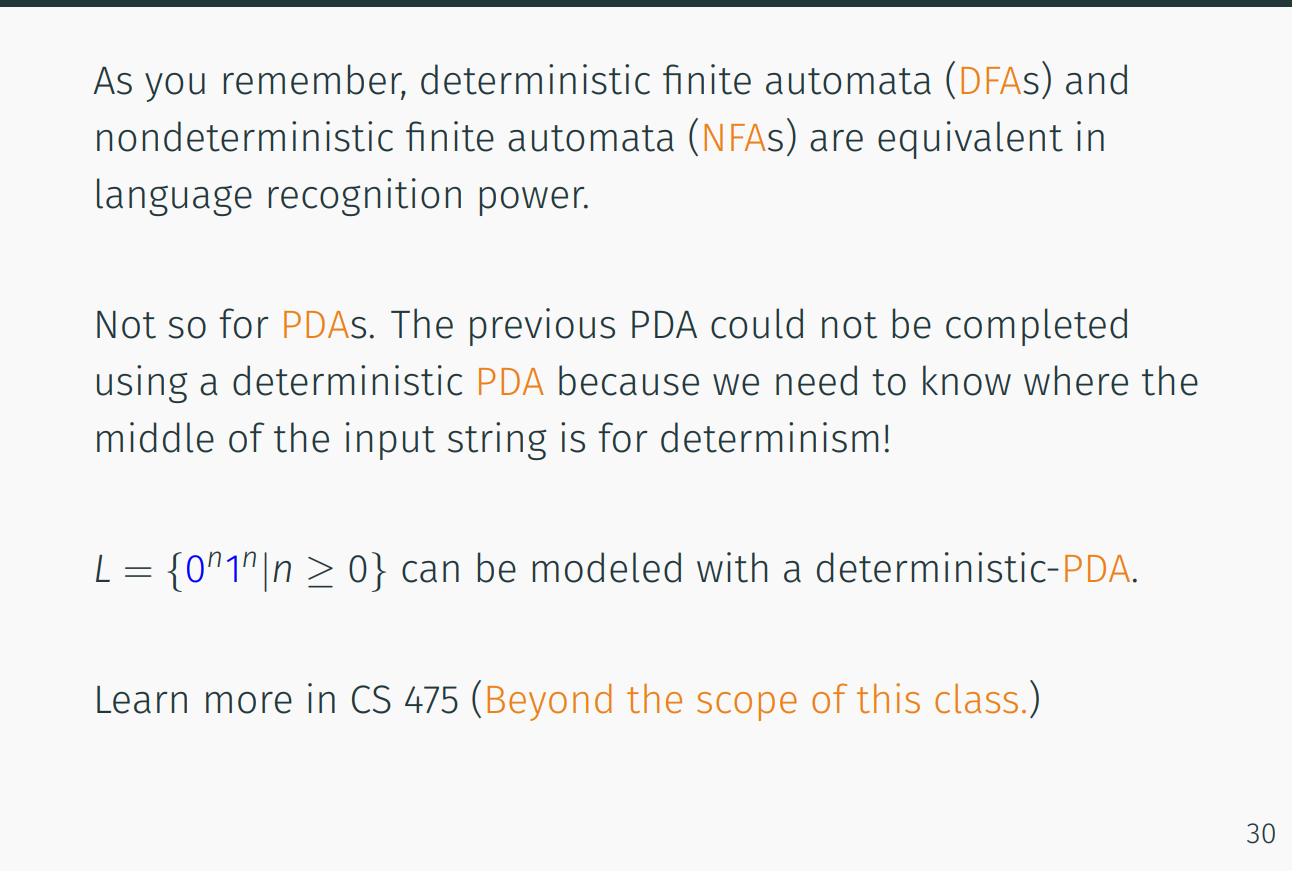 As you remember, deterministic finite automata (DFAs) and
nondeterministic finite automata (NFAs) are equivalent in
language recognition power.
Not so for PDAs. The previous PDA could not be completed
using a deterministic PDA because we need to know where the
middle of the input string is for determinism!
L = {0ⁿ1ⁿ|n ≥ 0} can be modeled with a deterministic-PDA.
Learn more in CS 475 (Beyond the scope of this class.)
30